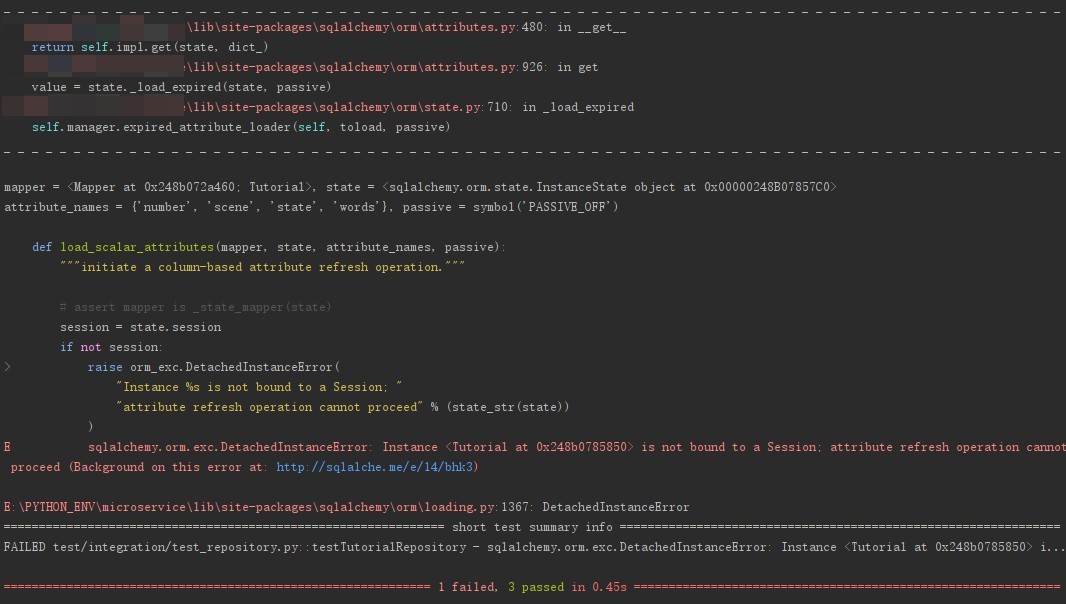 \lib\site-packages\sqlalchemy\orm\attributes.py:480: in __get__
    return self.impl.get(state, dict_)
\lib\site-packages\sqlalchemy\orm\attributes.py:926: in get
    value = state._load_expired(state, passive)
\lib\site-packages\sqlalchemy\orm\state.py:710: in _load_expired
    self.manager.expired_attribute_loader(self, toload, passive)
mapper = <Mapper at 0x248b072a460; Tutorial>, state = <sqlalchemy.orm.state.InstanceState object at 0x00000248B07857C0>
attribute_names = {'number', 'scene', 'state', 'words'}, passive = symbol('PASSIVE_OFF')
    def load_scalar_attributes(mapper, state, attribute_names, passive):
        """initiate a column-based attribute refresh operation."""
        # assert mapper is _state_mapper(state)
        session = state.session
        if not session:
>           raise orm_exc.DetachedInstanceError(
                "Instance %s is not bound to a Session; "
                "attribute refresh operation cannot proceed" % (state_str(state))
            )
E           sqlalchemy.orm.exc.DetachedInstanceError: Instance <Tutorial at 0x248b0785850> is not bound to a Session; attribute refresh operation cannot
 proceed (Background on this error at: http://sqlalche.me/e/14/bhk3)
E:\PYTHON_ENV\microservice\lib\site-packages\sqlalchemy\orm\loading.py:1367: DetachedInstanceError
=============================================================== short test summary info ===============================================================
FAILED test/integration/test_repository.py::testTutorialRepository - sqlalchemy.orm.exc.DetachedInstanceError: Instance <Tutorial at 0x248b0785850> i...
============================================================= 1 failed, 3 passed in 0.45s =============================================================